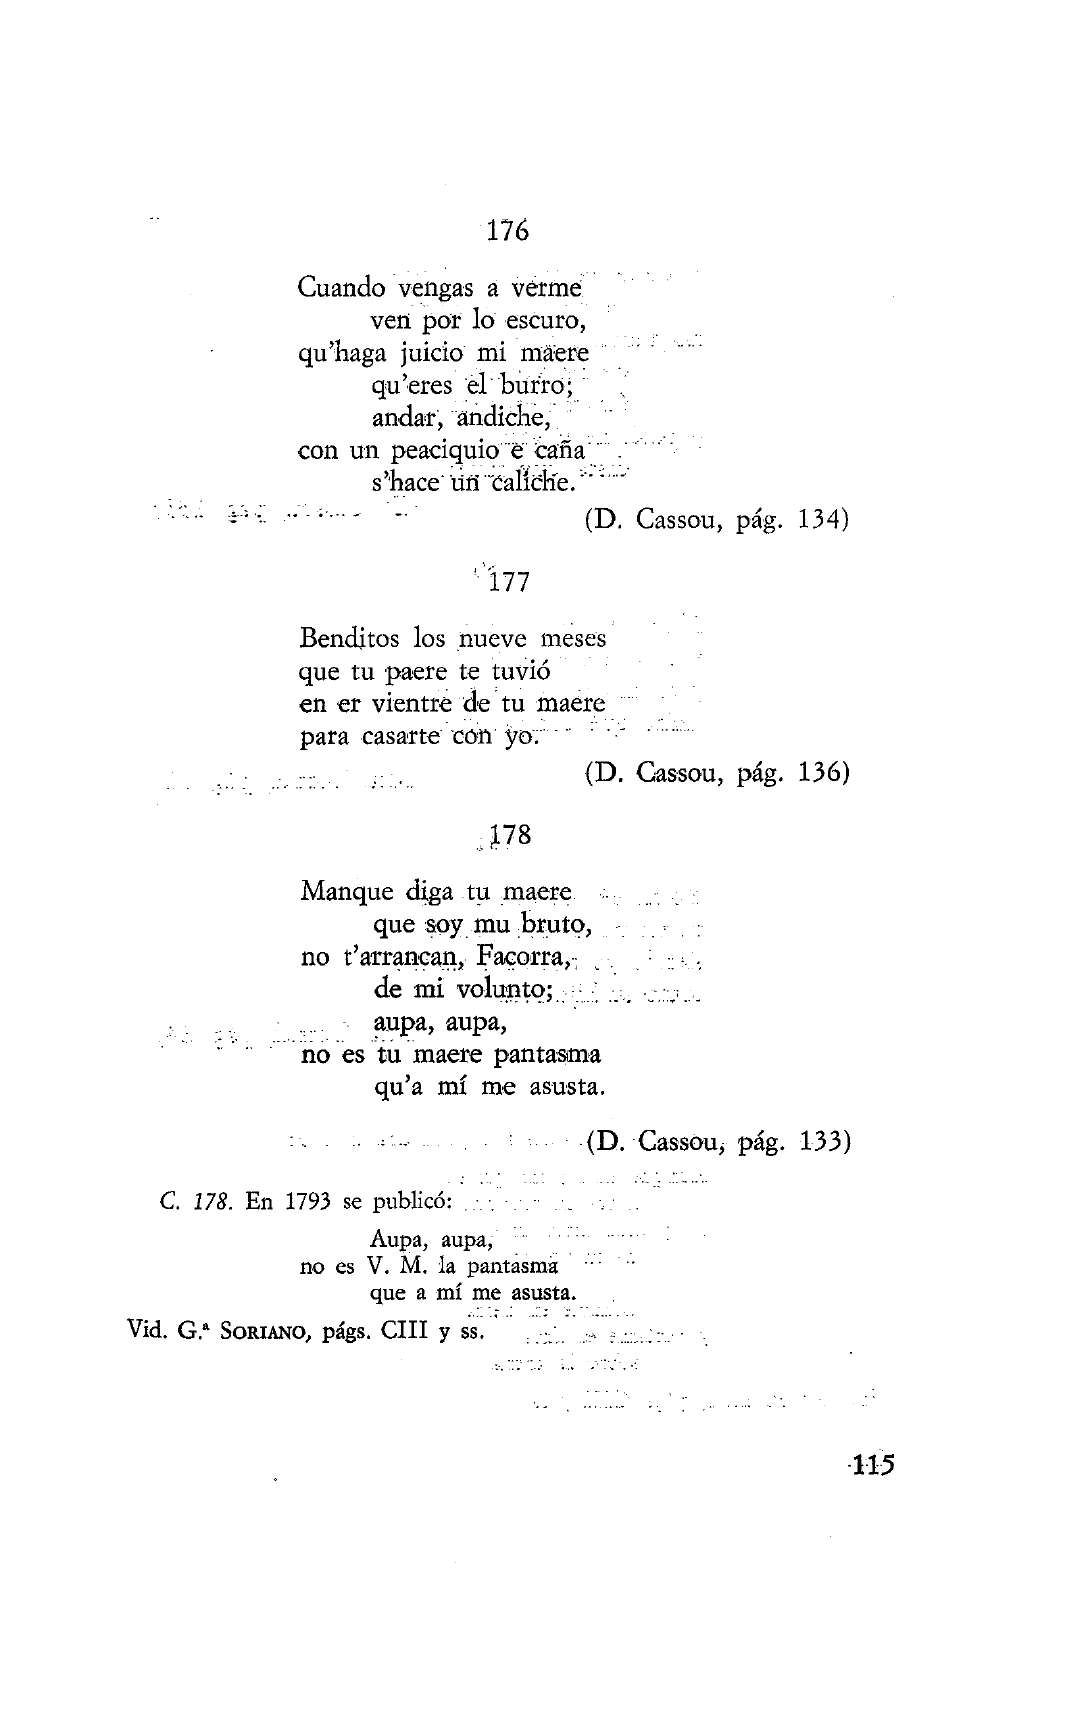 176
Cuando vengas a verme
ven por lo escuro,
qu'haga juicio mi maere
qu'eres el burro;
andar, andiche,
con un peaciquio e caña
s'hace un caliche.
(D. Cassou, pág. 134)
177
Benditos los nueve meses
que tu paere te tuvió
en er vientre de tu maere
para casarte con yo.
(D. Cassou, pág. 136)
178
Manque diga tu maere
que soy mu bruto,
no t'arrancan, Facorra,
de mi volunto;
aupa, aupa,
no es tu maere pantasma
qu'a mí me asusta.
(D. Cassou, pág. 133)
C. 178. En 1793 se publicó:
Aupa, aupa,
no es V. M. la pantasma
que a mí me asusta.
Vid. G.ª SORIANO, págs. CIII y ss.
115